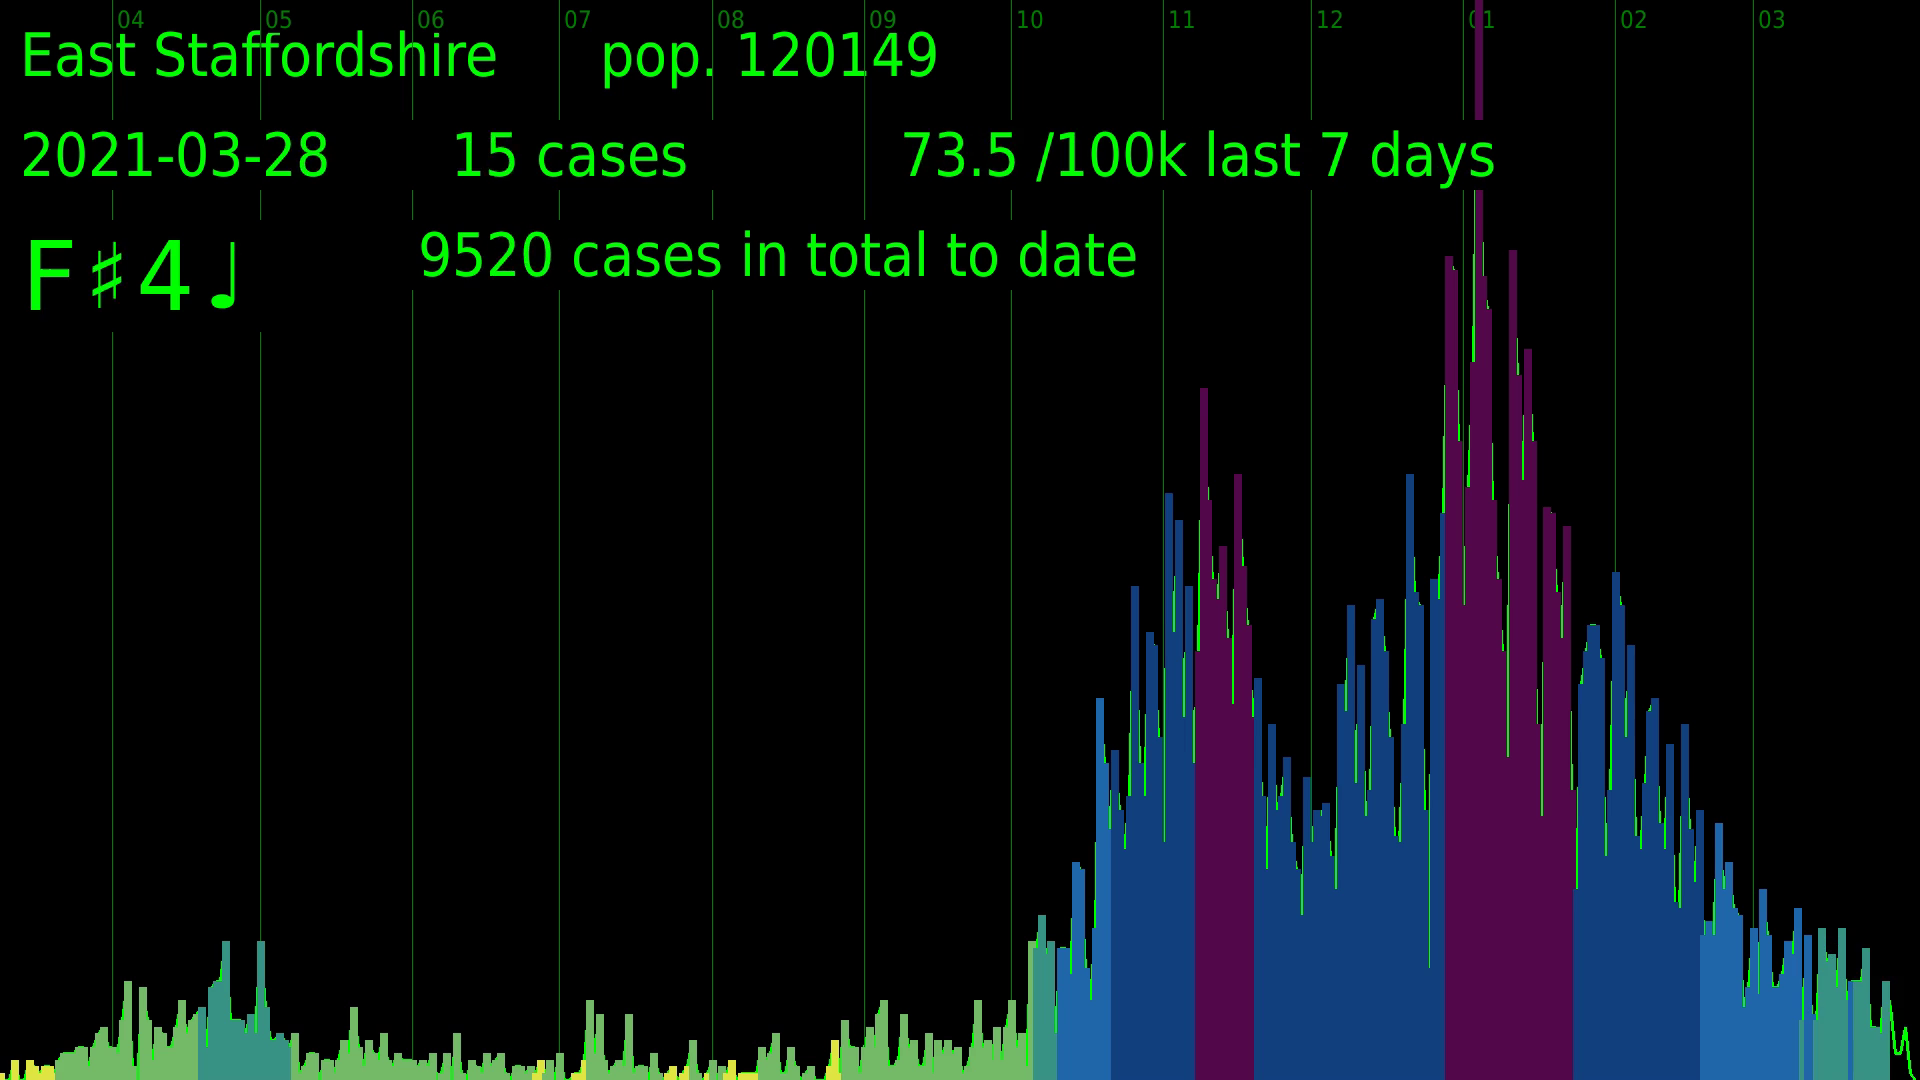 04 05 06 07 08 09 10 11 12 01 02 03
East Staffordshire pop. 120149
2021-03-28 15 cases 73.5 /100k last 7 days
F♯4♩ 9520 cases in total to date